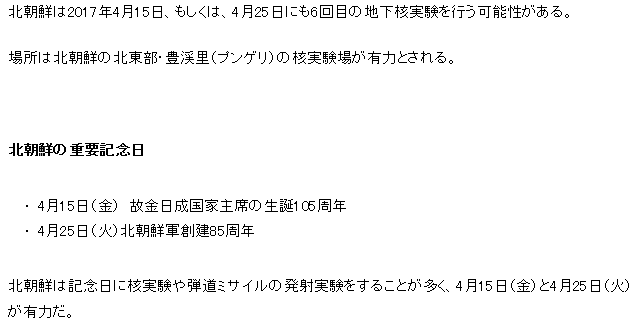 北朝鮮は2017年4月15日、もしくは、4月25日にも6回目の地下核実験を行う可能性がある。
場所は北朝鮮の北東部・豊渓里(プンゲリ)の核実験場が有力とされる。
北朝鮮の重要記念日
・ 4月15日(金) 故金日成国家主席の生誕105周年
・ 4月25日(火)北朝鮮軍創建85周年
北朝鮮は記念日に核実験や弾道ミサイルの発射実験をすることが多く、4月15日(金)と4月25日(火)
が有力だ。